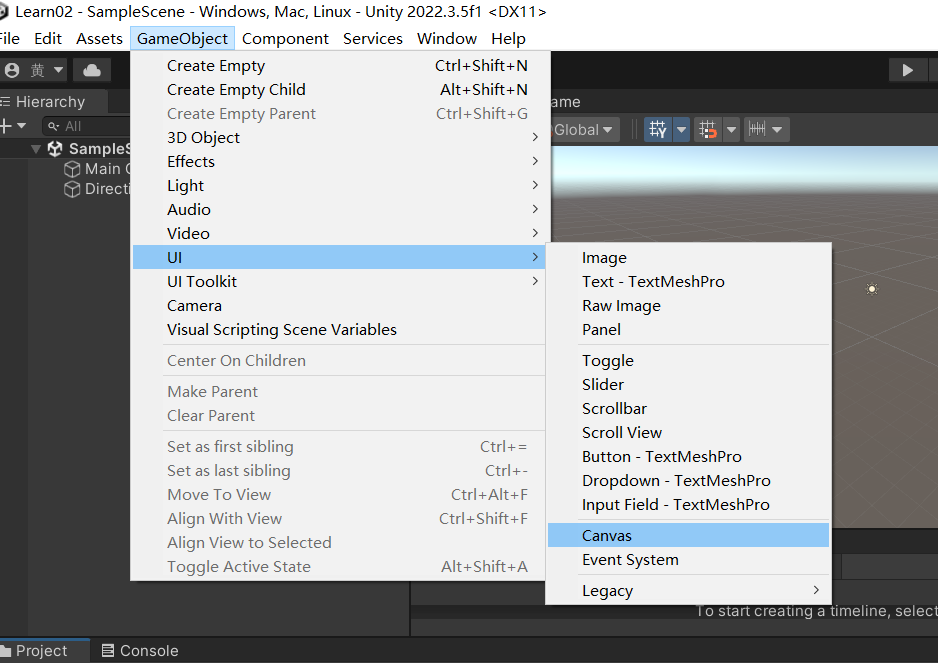 Learn02 - SampleScene - Windows, Mac, Linux - Unity 2022.3.5f1 <DX11>
File Edit Assets GameObject Component Services Window Help
黄
Hierarchy
All
SampleS
Main C
Directi
Create Empty Ctrl+Shift+N
Create Empty Child Alt+Shift+N
Create Empty Parent Ctrl+Shift+G
3D Object
Effects
Light
Audio
Video
UI
UI Toolkit
Camera
Visual Scripting Scene Variables
Center On Children
Make Parent
Clear Parent
Set as first sibling Ctrl+=
Set as last sibling Ctrl+-
Move To View Ctrl+Alt+F
Align With View Ctrl+Shift+F
Align View to Selected
Toggle Active State Alt+Shift+A
ame
Global
Image
Text - TextMeshPro
Raw Image
Panel
Toggle
Slider
Scrollbar
Scroll View
Button - TextMeshPro
Dropdown - TextMeshPro
Input Field - TextMeshPro
Canvas
Event System
Legacy
To start creating a timeline, select
Project Console